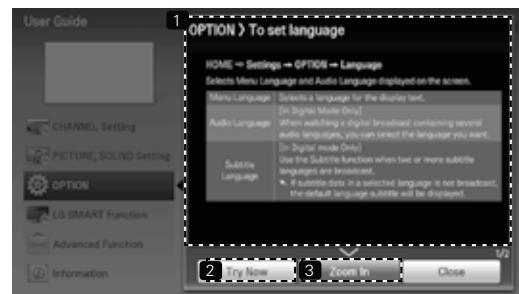 User Guide
CHANNEL Setting
PICTURE, SOUND Setting
OPTION
LG SMART Function
Advanced Function
Information
1
OPTION > To set language
HOME ⇨ Settings → OPTION → Language
Selects Menu Language and Audio Language displayed on the screen.
Menu Language Selects a language for the display text.
Audio Language
[In Digital Mode Only]
When watching a digital broadcast containing several
audio languages, you can select the language you want.
Subtitle
Language
[In Digital mode Only]
Use the Subtitle function when two or more subtitle
languages are broadcast.
If subtitle data in a selected language is not broadcast,
the default language subtitle will be displayed.
1/2
2 Try Now
3 Zoom In
Close